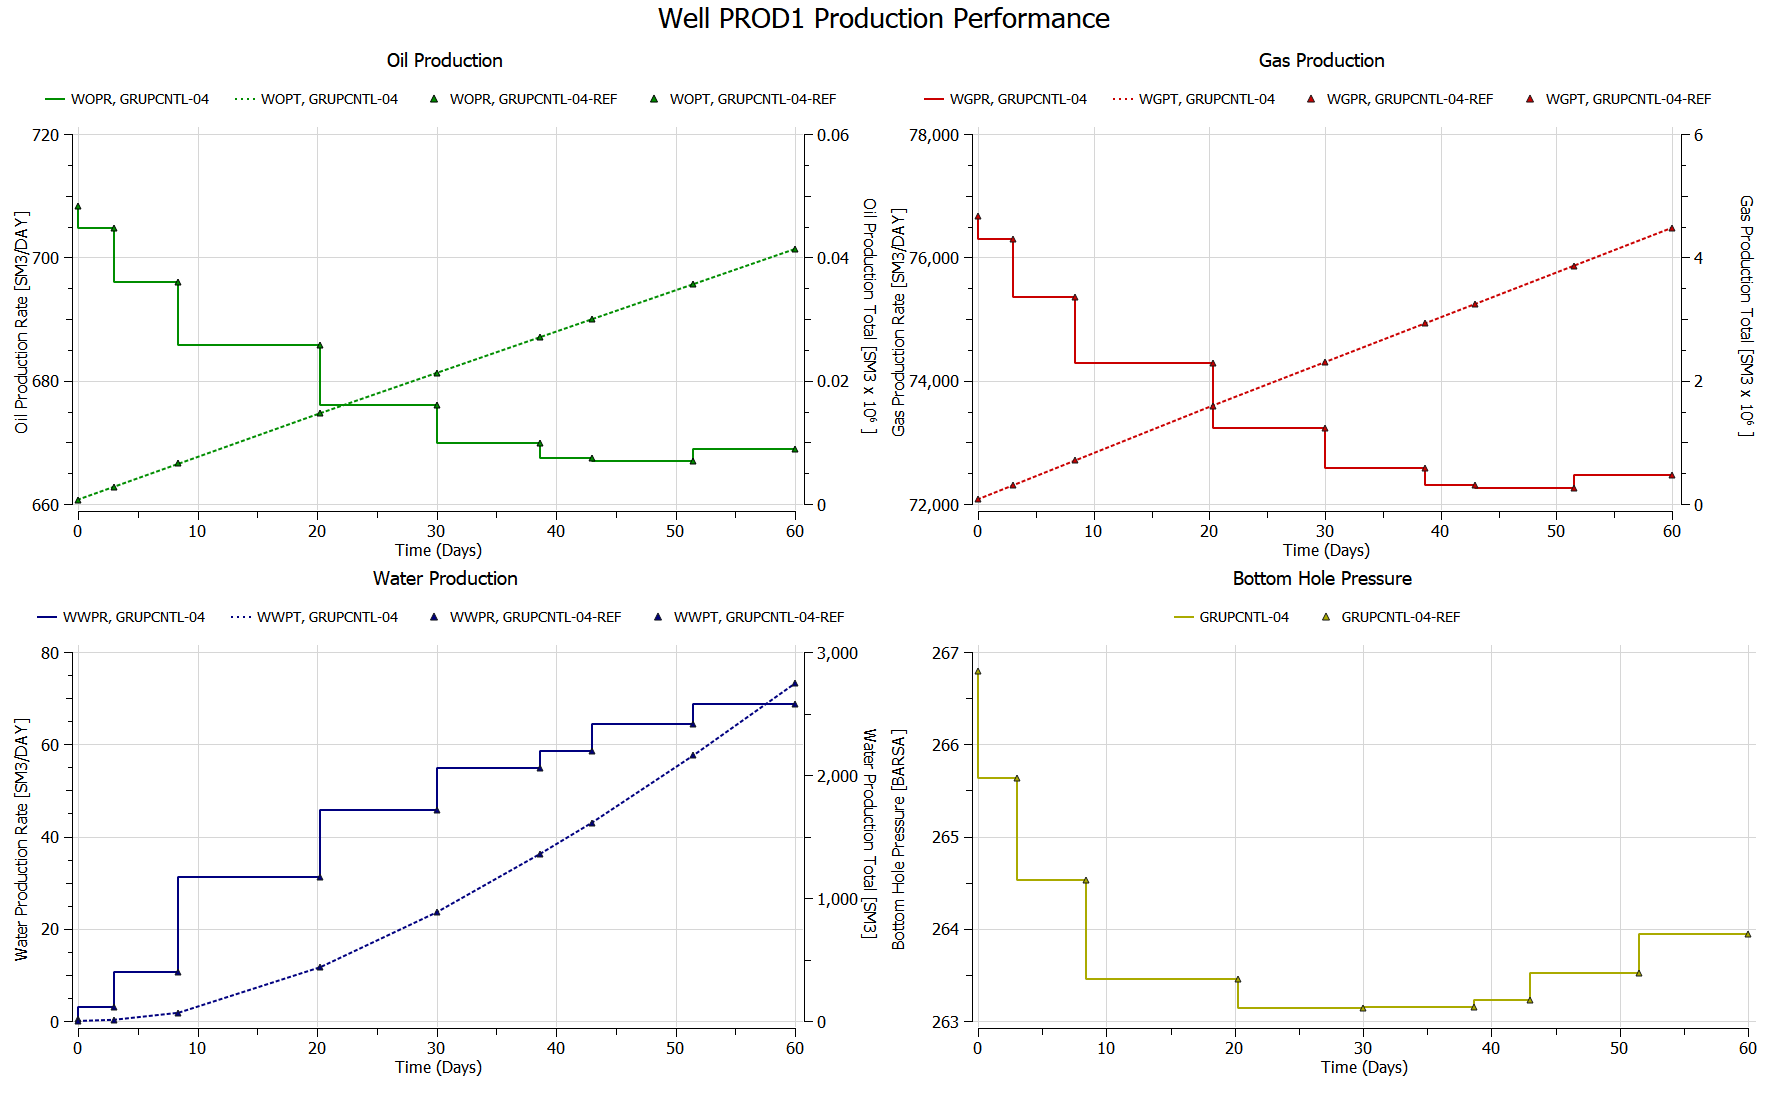 Well PROD1 Production Performance
Oil Production
WOPR, GRUPCNTL-04 WOPT, GRUPCNTL-04 WOPR, GRUPCNTL-04-REF WOPT, GRUPCNTL-04-REF
720 700 680 660
Oil Production Rate [SM3/DAY]
0.06 0.04 0.02 0
Oil Production Total [SM3 x 10⁶ ]
0 10 20 30 40 50 60
Time (Days)
Gas Production
WGPR, GRUPCNTL-04 WGPT, GRUPCNTL-04 WGPR, GRUPCNTL-04-REF WGPT, GRUPCNTL-04-REF
78,000 76,000 74,000 72,000
Gas Production Rate [SM3/DAY]
6 4 2 0
Gas Production Total [SM3 x 10⁶ ]
0 10 20 30 40 50 60
Time (Days)
Water Production
WWPR, GRUPCNTL-04 WWPT, GRUPCNTL-04 WWPR, GRUPCNTL-04-REF WWPT, GRUPCNTL-04-REF
80 60 40 20 0
Water Production Rate [SM3/DAY]
3,000 2,000 1,000 0
Water Production Total [SM3]
0 10 20 30 40 50 60
Time (Days)
Bottom Hole Pressure
GRUPCNTL-04 GRUPCNTL-04-REF
267 266 265 264 263
Bottom Hole Pressure [BARSA]
0 10 20 30 40 50 60
Time (Days)